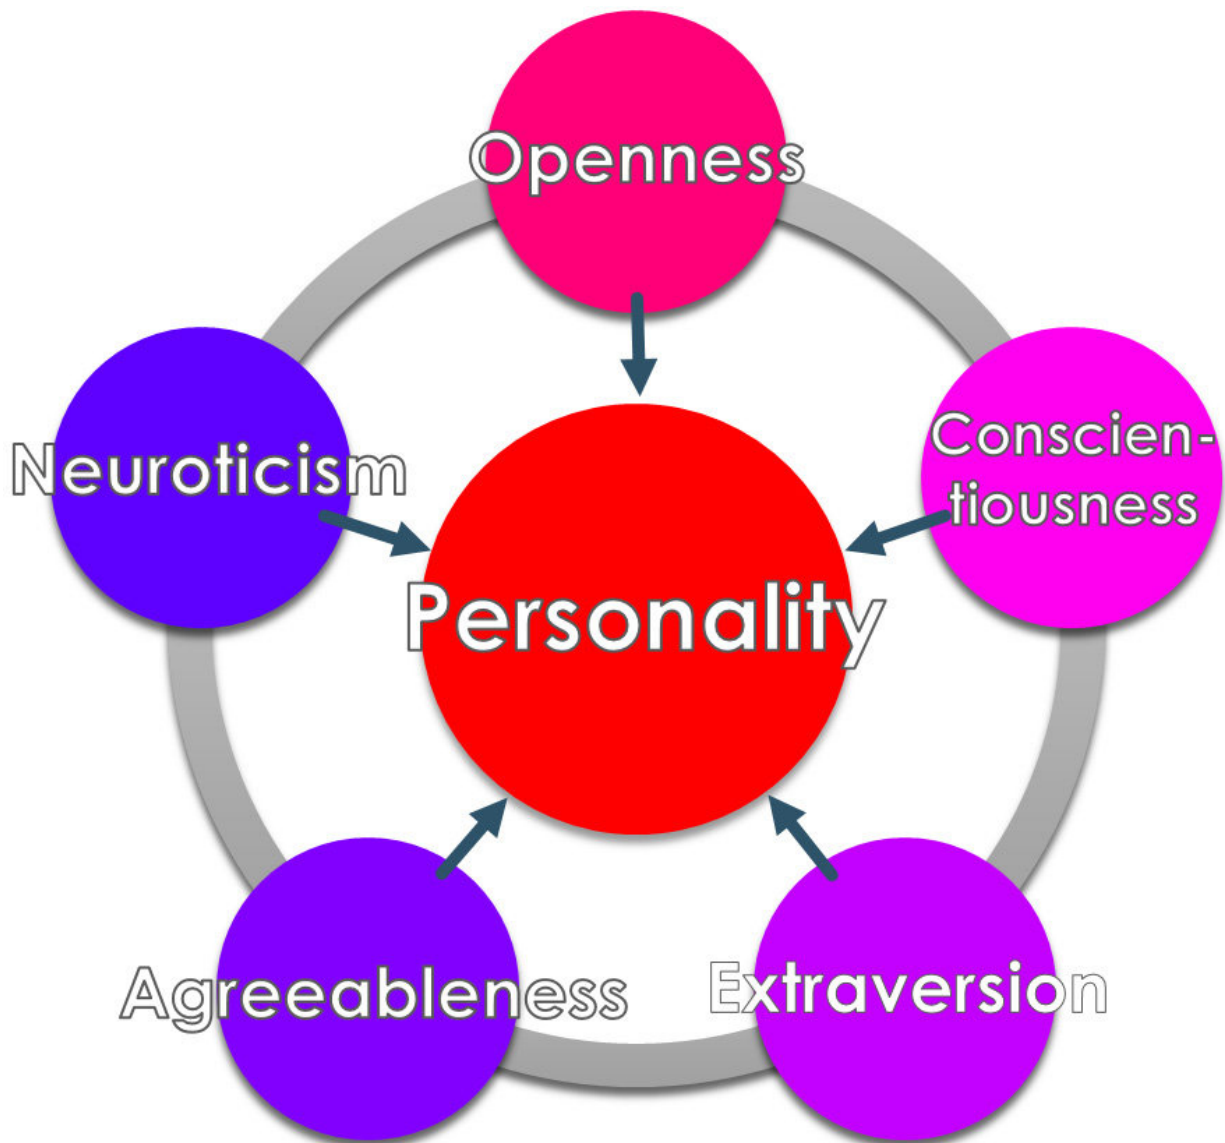 Openness
Neuroticism
Conscien-
tiousness
Personality
Agreeableness
Extraversion